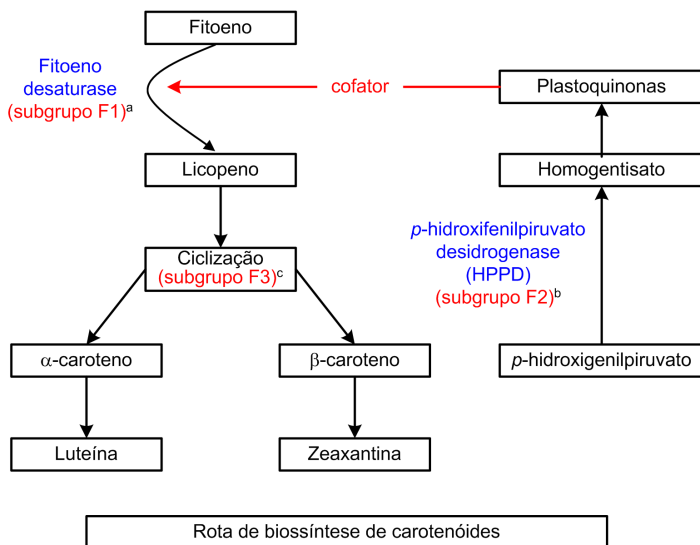 Fitoeno
Fitoeno
desaturase
(subgrupo F1)ª
cofator
Plastoquinonas
Licopeno
Homogentisato
p-hidroxifenilpiruvato
desidrogenase
(HPPD)
(subgrupo F2)ᵇ
Ciclização
(subgrupo F3)ᶜ
α-caroteno
β-caroteno
p-hidroxigenilpiruvato
Luteína
Zeaxantina
Rota de biossíntese de carotenóides